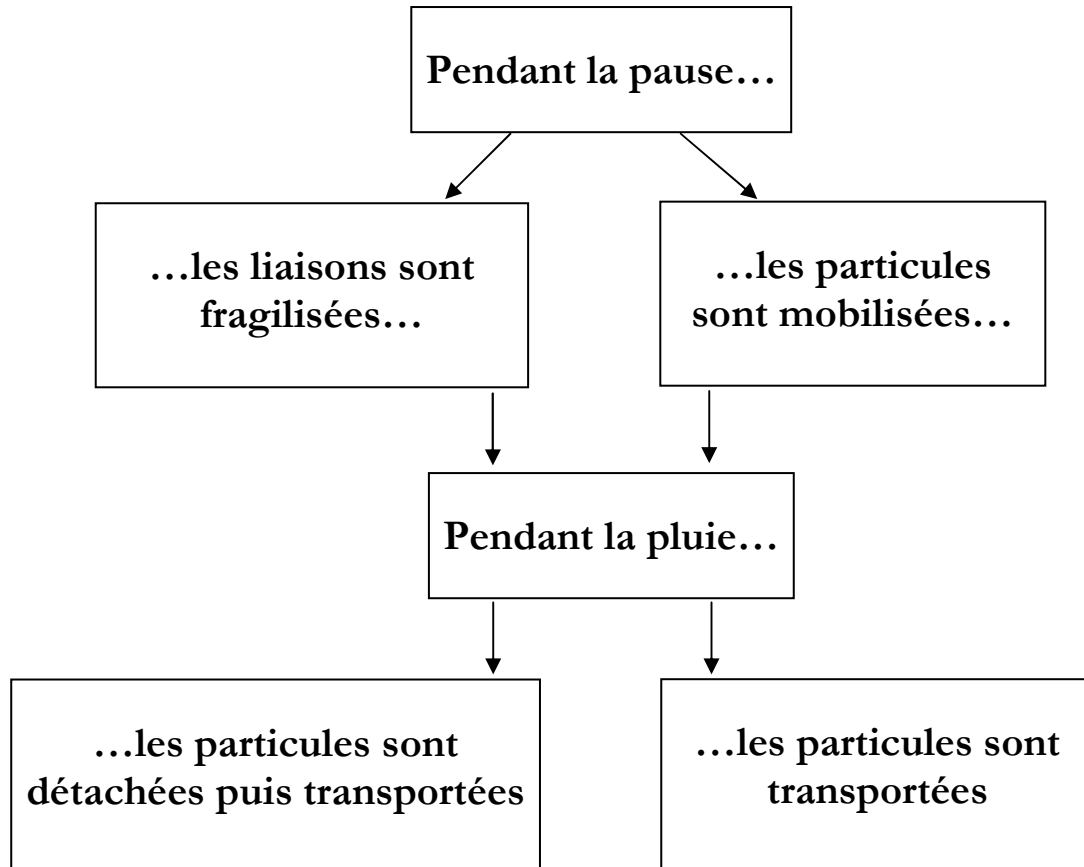 Pendant la pause…
…les liaisons sont
fragilisées…
…les particules
sont mobilisées…
Pendant la pluie…
…les particules sont
détachées puis transportées
…les particules sont
transportées